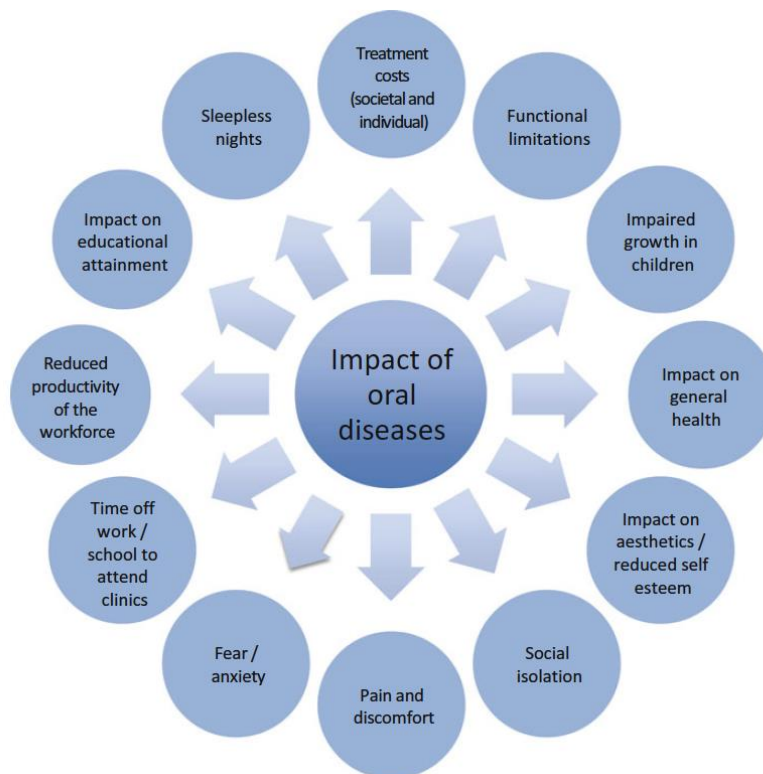 Impact of
oral
diseases
Treatment
costs
(societal and
individual)
Functional
limitations
Impaired
growth in
children
Impact on
general
health
Impact on
aesthetics /
reduced self
esteem
Social
isolation
Pain and
discomfort
Fear /
anxiety
Time off
work /
school to
attend
clinics
Reduced
productivity
of the
workforce
Impact on
educational
attainment
Sleepless
nights